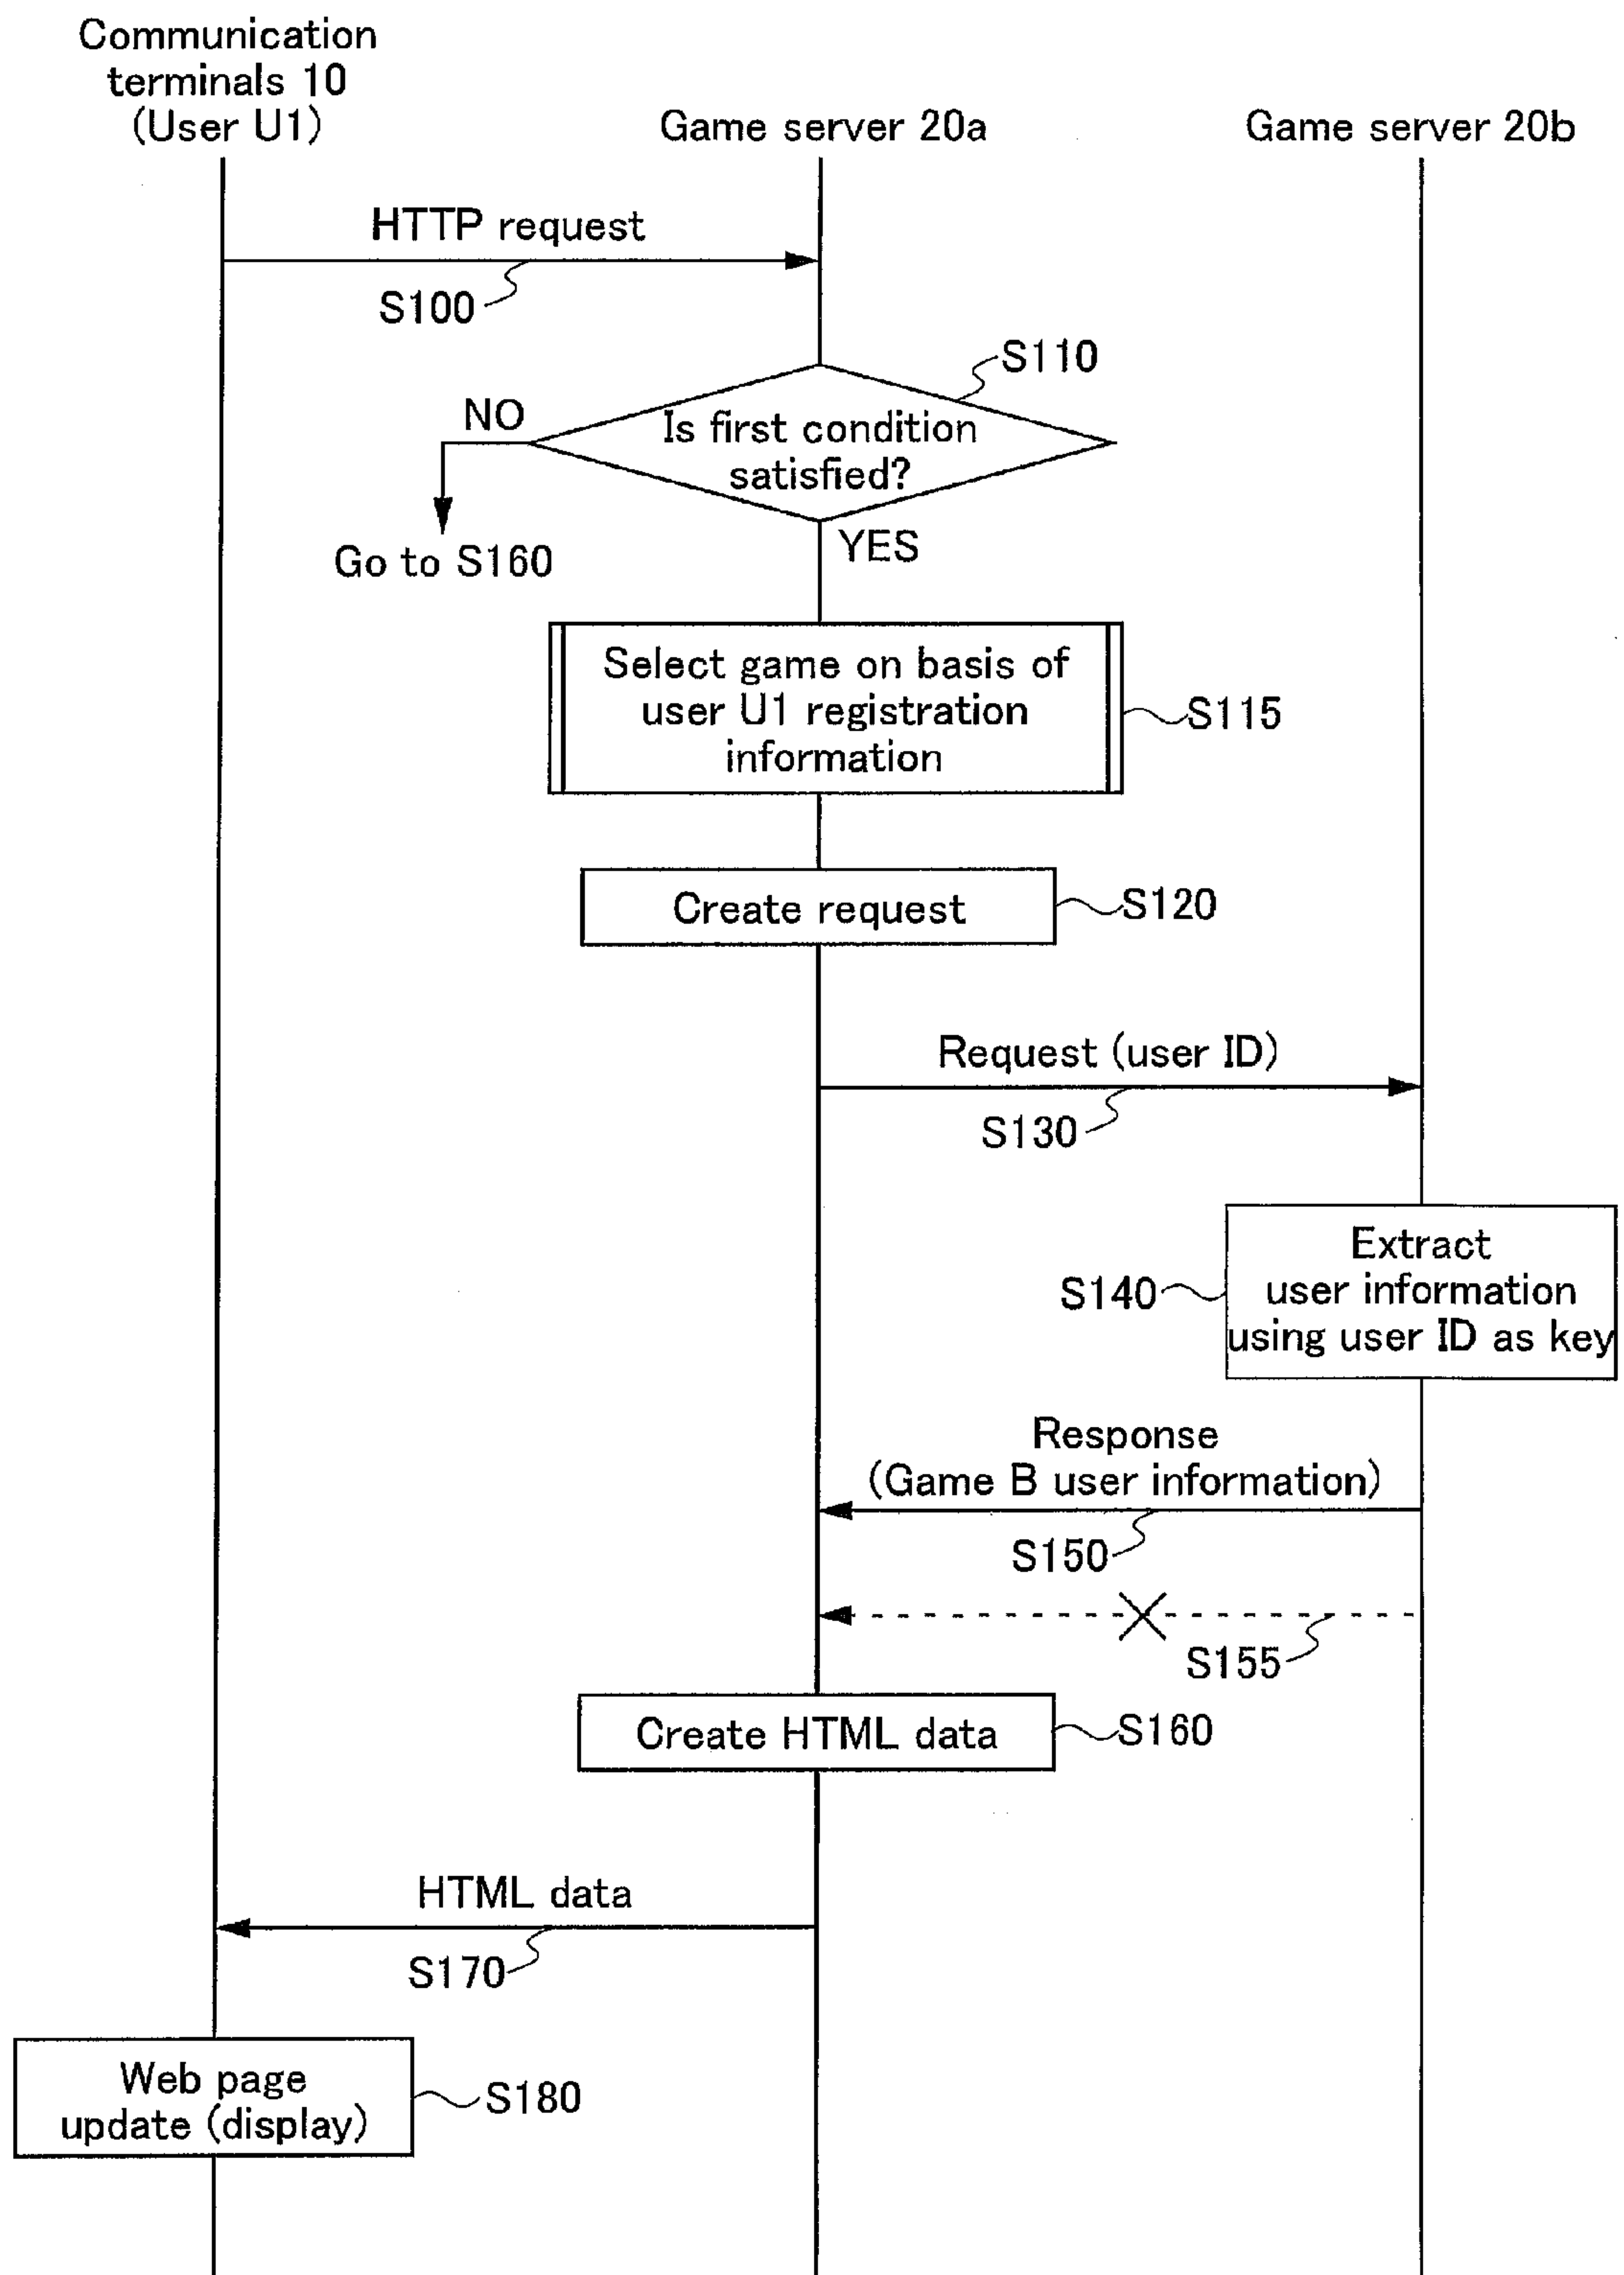 Communication
terminals 10
(User U1)
Game server 20a
Game server 20b
HTTP request
S100
S110
NO
Is first condition
satisfied?
Go to S160
YES
Select game on basis of
user U1 registration
information
S115
Create request
S120
Request (user ID)
S130
Extract
user information
using user ID as key
S140
Response
(Game B user information)
S150
S155
Create HTML data
S160
HTML data
S170
Web page
update (display)
S180